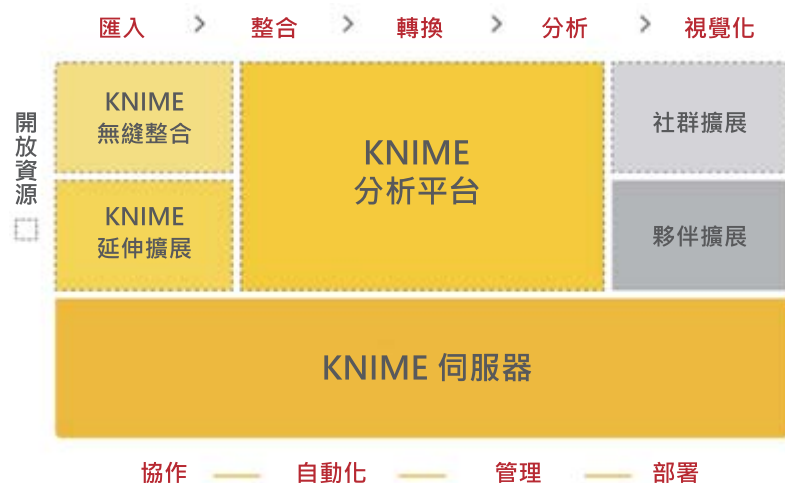 匯入 > 整合 > 轉換 > 分析 > 視覺化
開放資源
KNIME
無縫整合
KNIME
延伸擴展
KNIME
分析平台
社群擴展
夥伴擴展
KNIME 伺服器
協作 — 自動化 — 管理 — 部署